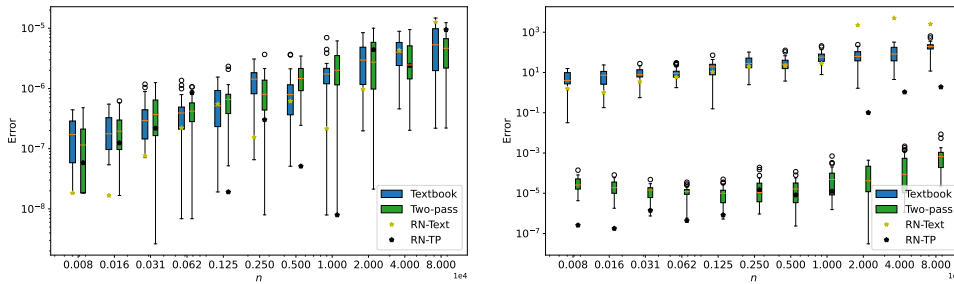 10⁻⁵
10⁻⁶
10⁻⁷
10⁻⁸
Error
0.008 0.016 0.031 0.062 0.125 0.250 0.500 1.000 2.000 4.000 8.000
n
1e4
Textbook
Two-pass
RN-Text
RN-TP
10³
10¹
10⁻¹
10⁻³
10⁻⁵
10⁻⁷
Error
0.008 0.016 0.031 0.062 0.125 0.250 0.500 1.000 2.000 4.000 8.000
n
Textbook
Two-pass
RN-Text
RN-TP